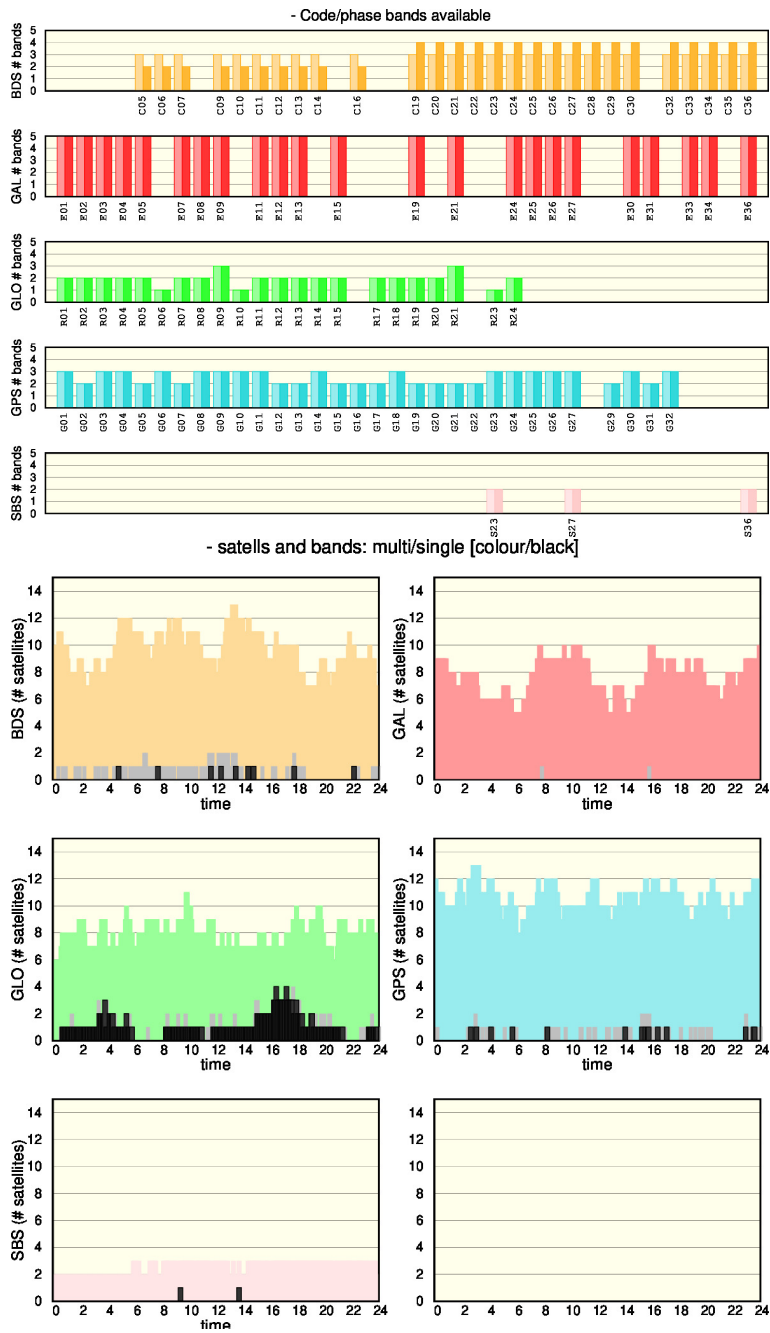 - Code/phase bands available
BDS # bands
5
4
3
2
1
0
C05 C06 C07 C09 C10 C11 C12 C13 C14 C16 C19 C20 C21 C22 C23 C24 C25 C26 C27 C28 C29 C30 C32 C33 C34 C35 C36
GAL # bands
5
4
3
2
1
0
E01 E02 E03 E04 E05 E07 E08 E09 E11 E12 E13 E15 E19 E21 E24 E25 E26 E27 E30 E31 E33 E34 E36
GLO # bands
5
4
3
2
1
0
R01 R02 R03 R04 R05 R06 R07 R08 R09 R10 R11 R12 R13 R14 R15 R17 R18 R19 R20 R21 R23 R24
GPS # bands
5
4
3
2
1
0
G01 G02 G03 G04 G05 G06 G07 G08 G09 G10 G11 G12 G13 G14 G15 G16 G17 G18 G19 G20 G21 G22 G23 G24 G25 G26 G27 G29 G30 G31 G32
SBS # bands
5
4
3
2
1
0
S23 S27 S36
- satells and bands: multi/single [colour/black]
BDS (# satellites)
14
12
10
8
6
4
2
0
0 2 4 6 8 10 12 14 16 18 20 22 24
time
GAL (# satellites)
14
12
10
8
6
4
2
0
0 2 4 6 8 10 12 14 16 18 20 22 24
time
GLO (# satellites)
14
12
10
8
6
4
2
0
0 2 4 6 8 10 12 14 16 18 20 22 24
time
GPS (# satellites)
14
12
10
8
6
4
2
0
0 2 4 6 8 10 12 14 16 18 20 22 24
time
SBS (# satellites)
14
12
10
8
6
4
2
0
0 2 4 6 8 10 12 14 16 18 20 22 24
time
14
12
10
8
6
4
2
0
0 2 4 6 8 10 12 14 16 18 20 22 24